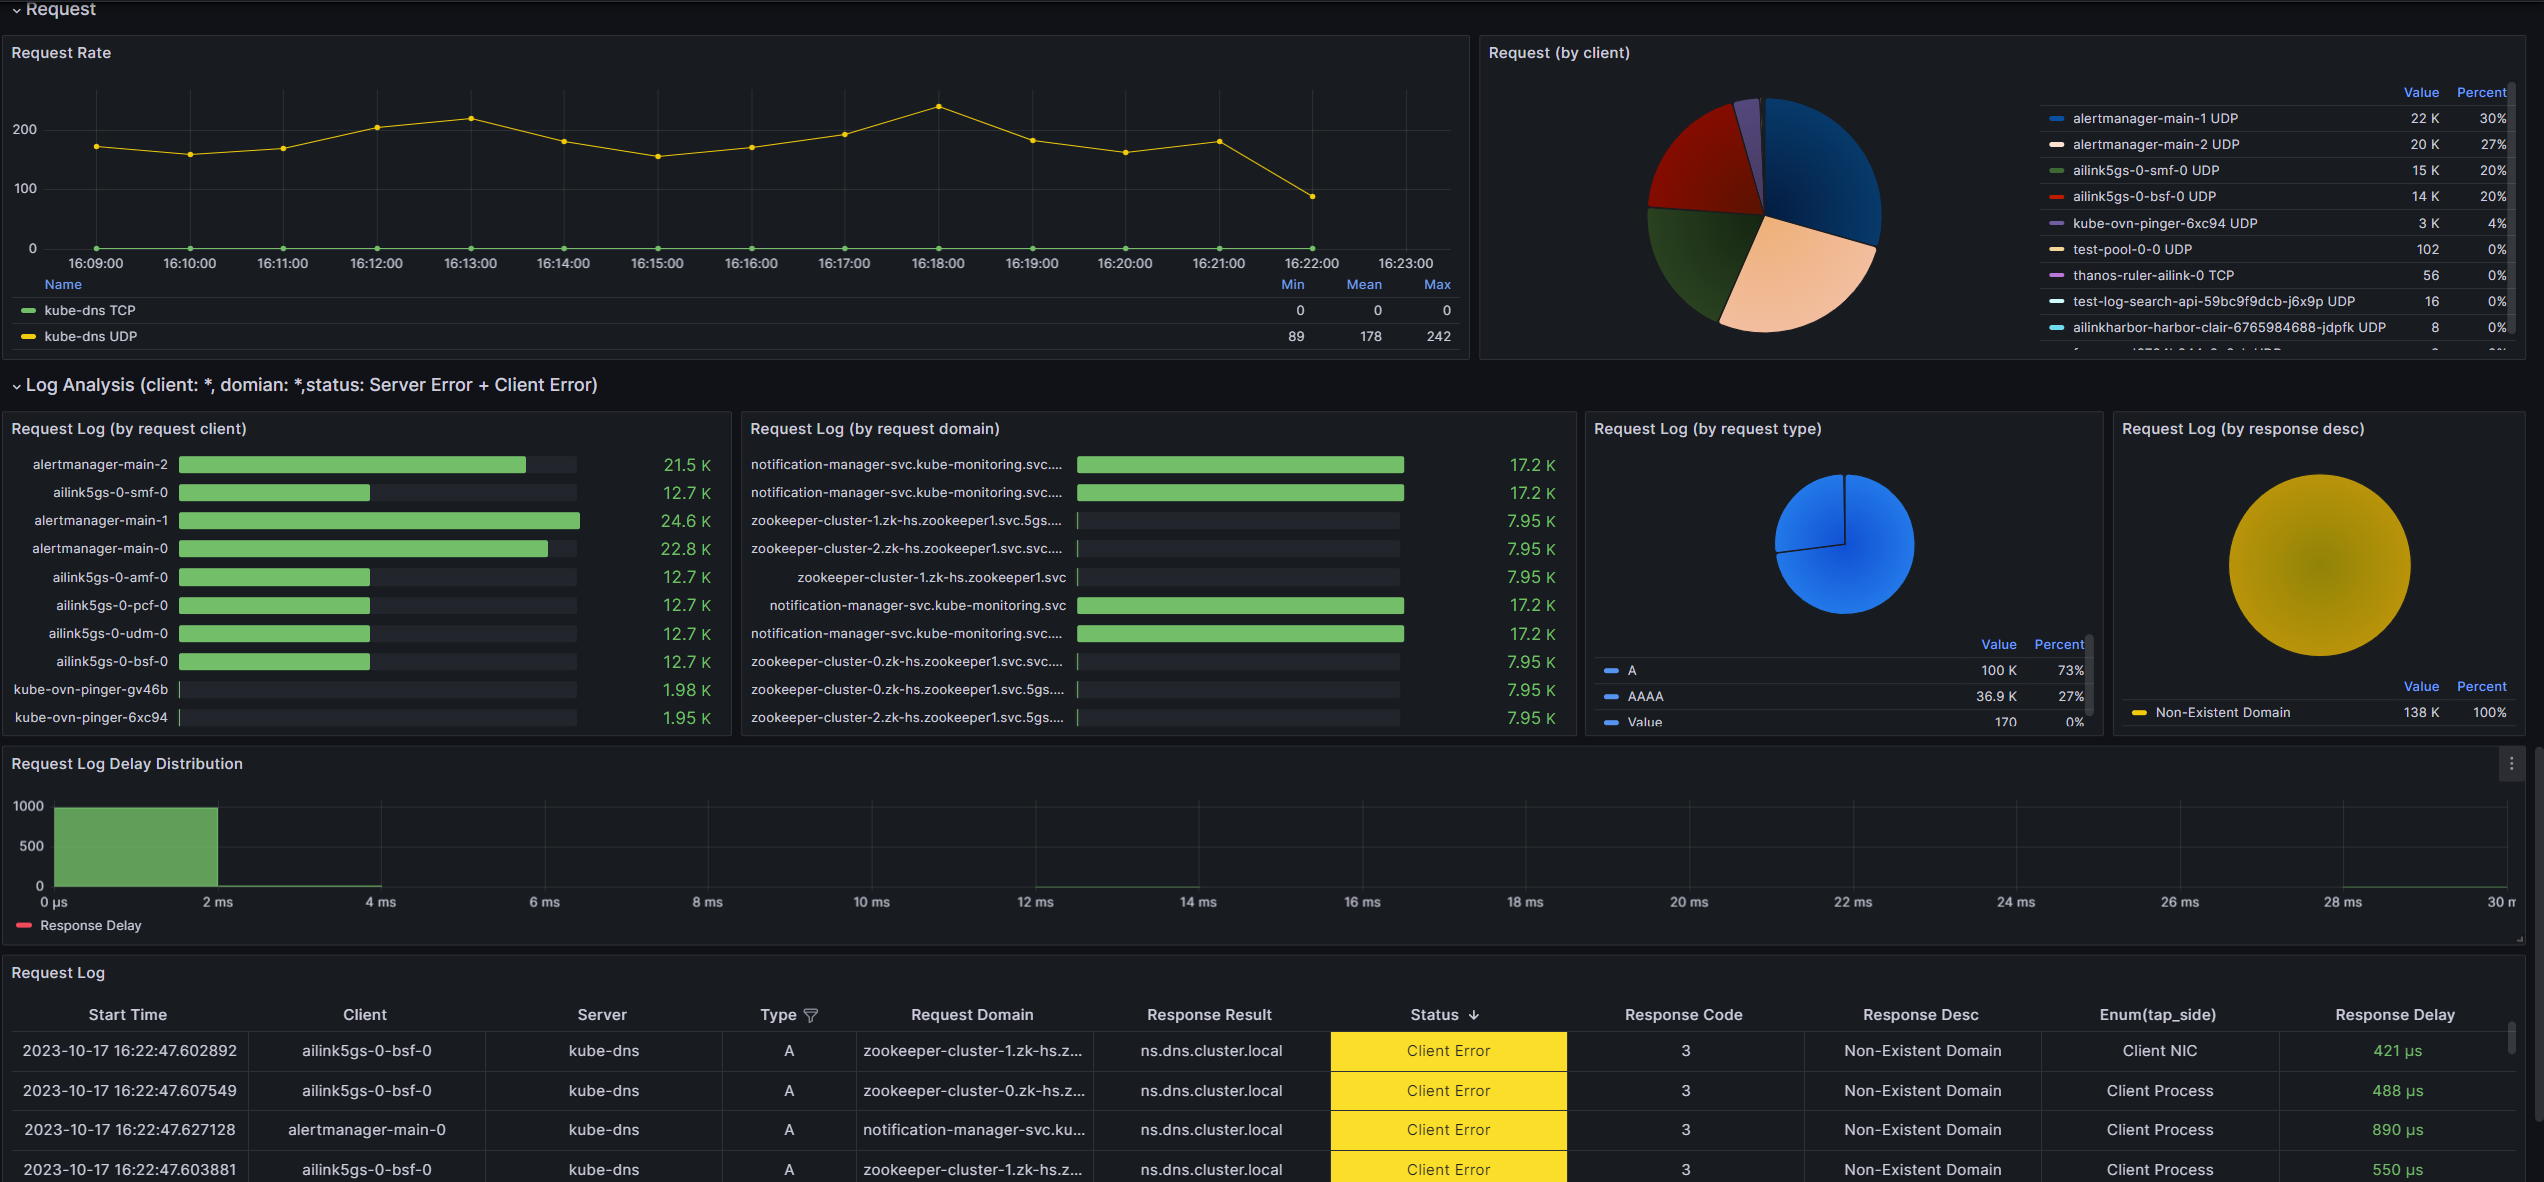 Request
Request Rate
200
100
0
16:09:00 16:10:00 16:11:00 16:12:00 16:13:00 16:14:00 16:15:00 16:16:00 16:17:00 16:18:00 16:19:00 16:20:00 16:21:00 16:22:00 16:23:00
Name Min Mean Max
kube-dns TCP 0 0 0
kube-dns UDP 89 178 242
Request (by client)
Value Percent
alertmanager-main-1 UDP 22 K 30%
alertmanager-main-2 UDP 20 K 27%
ailink5gs-0-smf-0 UDP 15 K 20%
ailink5gs-0-bsf-0 UDP 14 K 20%
kube-ovn-pinger-6xc94 UDP 3 K 4%
test-pool-0-0 UDP 102 0%
thanos-ruler-ailink-0 TCP 56 0%
test-log-search-api-59bc9f9dcb-j6x9p UDP 16 0%
ailinkharbor-harbor-clair-6765984688-jdpfk UDP 8 0%
Log Analysis (client: *, domian: *,status: Server Error + Client Error)
Request Log (by request client)
alertmanager-main-2 21.5 K
ailink5gs-0-smf-0 12.7 K
alertmanager-main-1 24.6 K
alertmanager-main-0 22.8 K
ailink5gs-0-amf-0 12.7 K
ailink5gs-0-pcf-0 12.7 K
ailink5gs-0-udm-0 12.7 K
ailink5gs-0-bsf-0 12.7 K
kube-ovn-pinger-gv46b 1.98 K
kube-ovn-pinger-6xc94 1.95 K
Request Log (by request domain)
notification-manager-svc.kube-monitoring.svc.... 17.2 K
notification-manager-svc.kube-monitoring.svc.... 17.2 K
zookeeper-cluster-1.zk-hs.zookeeper1.svc.5gs.... 7.95 K
zookeeper-cluster-2.zk-hs.zookeeper1.svc.svc.... 7.95 K
zookeeper-cluster-1.zk-hs.zookeeper1.svc 7.95 K
notification-manager-svc.kube-monitoring.svc 17.2 K
notification-manager-svc.kube-monitoring.svc.... 17.2 K
zookeeper-cluster-0.zk-hs.zookeeper1.svc.svc.... 7.95 K
zookeeper-cluster-0.zk-hs.zookeeper1.svc.5gs.... 7.95 K
zookeeper-cluster-2.zk-hs.zookeeper1.svc.5gs.... 7.95 K
Request Log (by request type)
Value Percent
A 100 K 73%
AAAA 36.9 K 27%
Value 170 0%
Request Log (by response desc)
Value Percent
Non-Existent Domain 138 K 100%
Request Log Delay Distribution
1000
500
0
0 µs 2 ms 4 ms 6 ms 8 ms 10 ms 12 ms 14 ms 16 ms 18 ms 20 ms 22 ms 24 ms 26 ms 28 ms 30
Response Delay
Request Log
Start Time Client Server Type Request Domain Response Result Status Response Code Response Desc Enum(tap_side) Response Delay
2023-10-17 16:22:47.602892 ailink5gs-0-bsf-0 kube-dns A zookeeper-cluster-1.zk-hs.z... ns.dns.cluster.local Client Error 3 Non-Existent Domain Client NIC 421 µs
2023-10-17 16:22:47.607549 ailink5gs-0-bsf-0 kube-dns A zookeeper-cluster-0.zk-hs.z... ns.dns.cluster.local Client Error 3 Non-Existent Domain Client Process 488 µs
2023-10-17 16:22:47.627128 alertmanager-main-0 kube-dns A notification-manager-svc.ku... ns.dns.cluster.local Client Error 3 Non-Existent Domain Client Process 890 µs
2023-10-17 16:22:47.603881 ailink5gs-0-bsf-0 kube-dns A zookeeper-cluster-1.zk-hs.z... ns.dns.cluster.local Client Error 3 Non-Existent Domain Client Process 550 µs